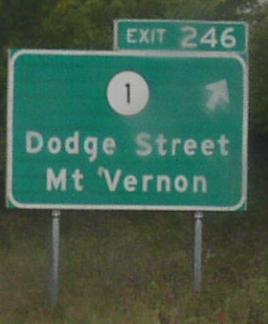 EXIT 246
1
Dodge Street
Mt Vernon